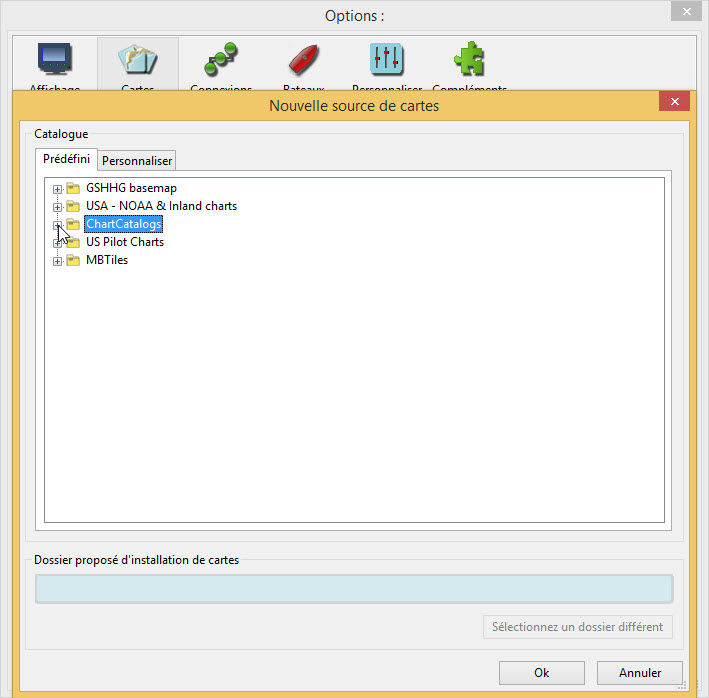 Options :
Affichage Cartes Connexions Bateaux Personnaliser Compléments
Nouvelle source de cartes
Catalogue
Prédéfini Personnaliser
GSHHG basemap
USA - NOAA & Inland charts
ChartCatalogs
US Pilot Charts
MBTiles
Dossier proposé d'installation de cartes
Sélectionnez un dossier différent
Ok Annuler